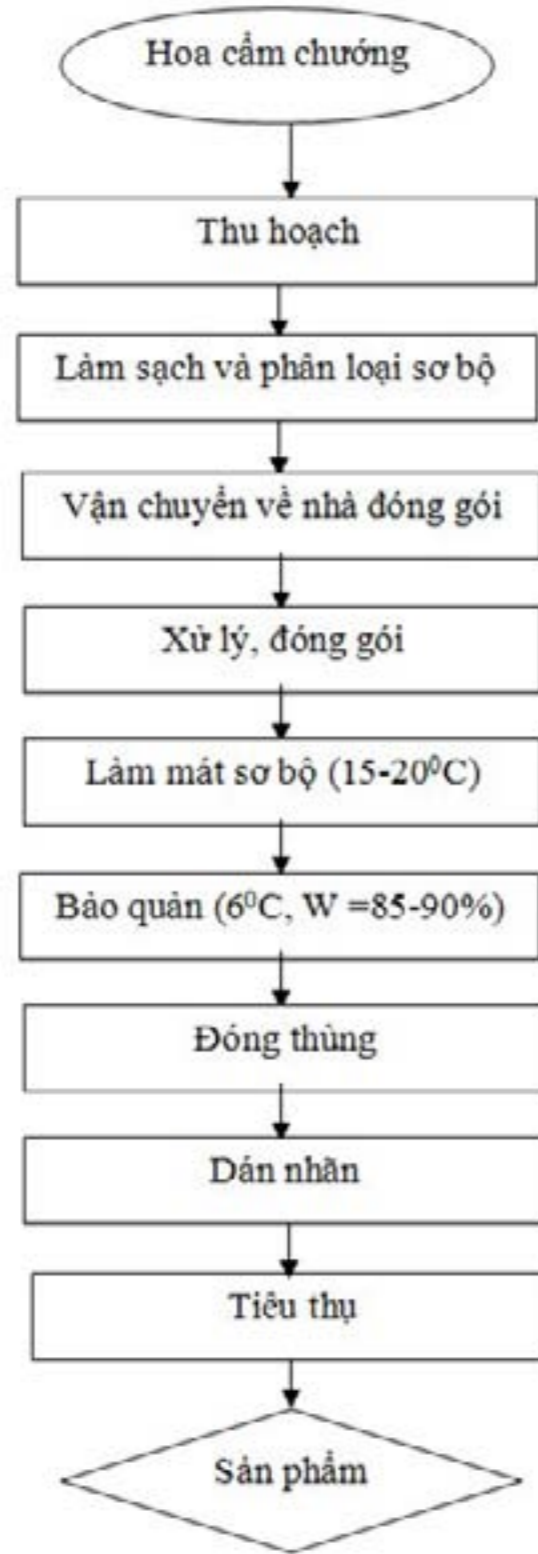 Hoa cẩm chướng
Thu hoạch
Làm sạch và phân loại sơ bộ
Vận chuyển về nhà đóng gói
Xử lý, đóng gói
Làm mát sơ bộ (15-20⁰C)
Bảo quản (6⁰C, W =85-90%)
Đóng thùng
Dán nhãn
Tiêu thụ
Sản phẩm